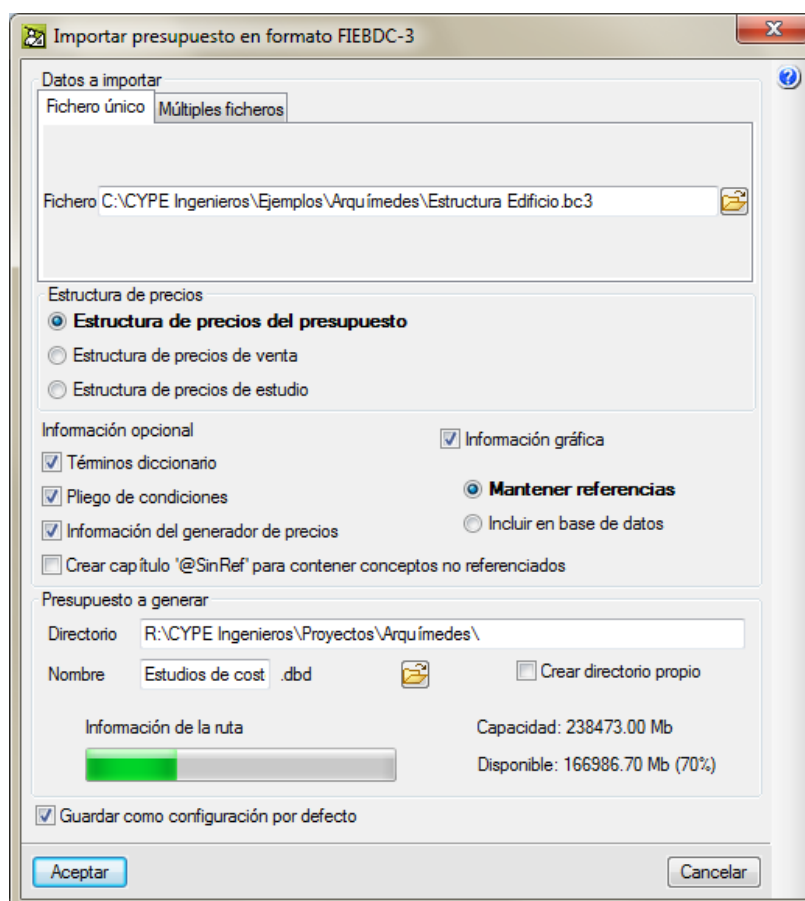 Importar presupuesto en formato FIEBDC-3
Datos a importar
Fichero único Múltiples ficheros
Fichero C:\CYPE Ingenieros\Ejemplos\Arquímedes\Estructura Edificio.bc3
Estructura de precios
Estructura de precios del presupuesto
Estructura de precios de venta
Estructura de precios de estudio
Información opcional
Información gráfica
Términos diccionario
Mantener referencias
Pliego de condiciones
Incluir en base de datos
Información del generador de precios
Crear capítulo '@SinRef' para contener conceptos no referenciados
Presupuesto a generar
Directorio R:\CYPE Ingenieros\Proyectos\Arquímedes\
Nombre Estudios de cost .dbd Crear directorio propio
Información de la ruta Capacidad: 238473.00 Mb
Disponible: 166986.70 Mb (70%)
Guardar como configuración por defecto
Aceptar Cancelar